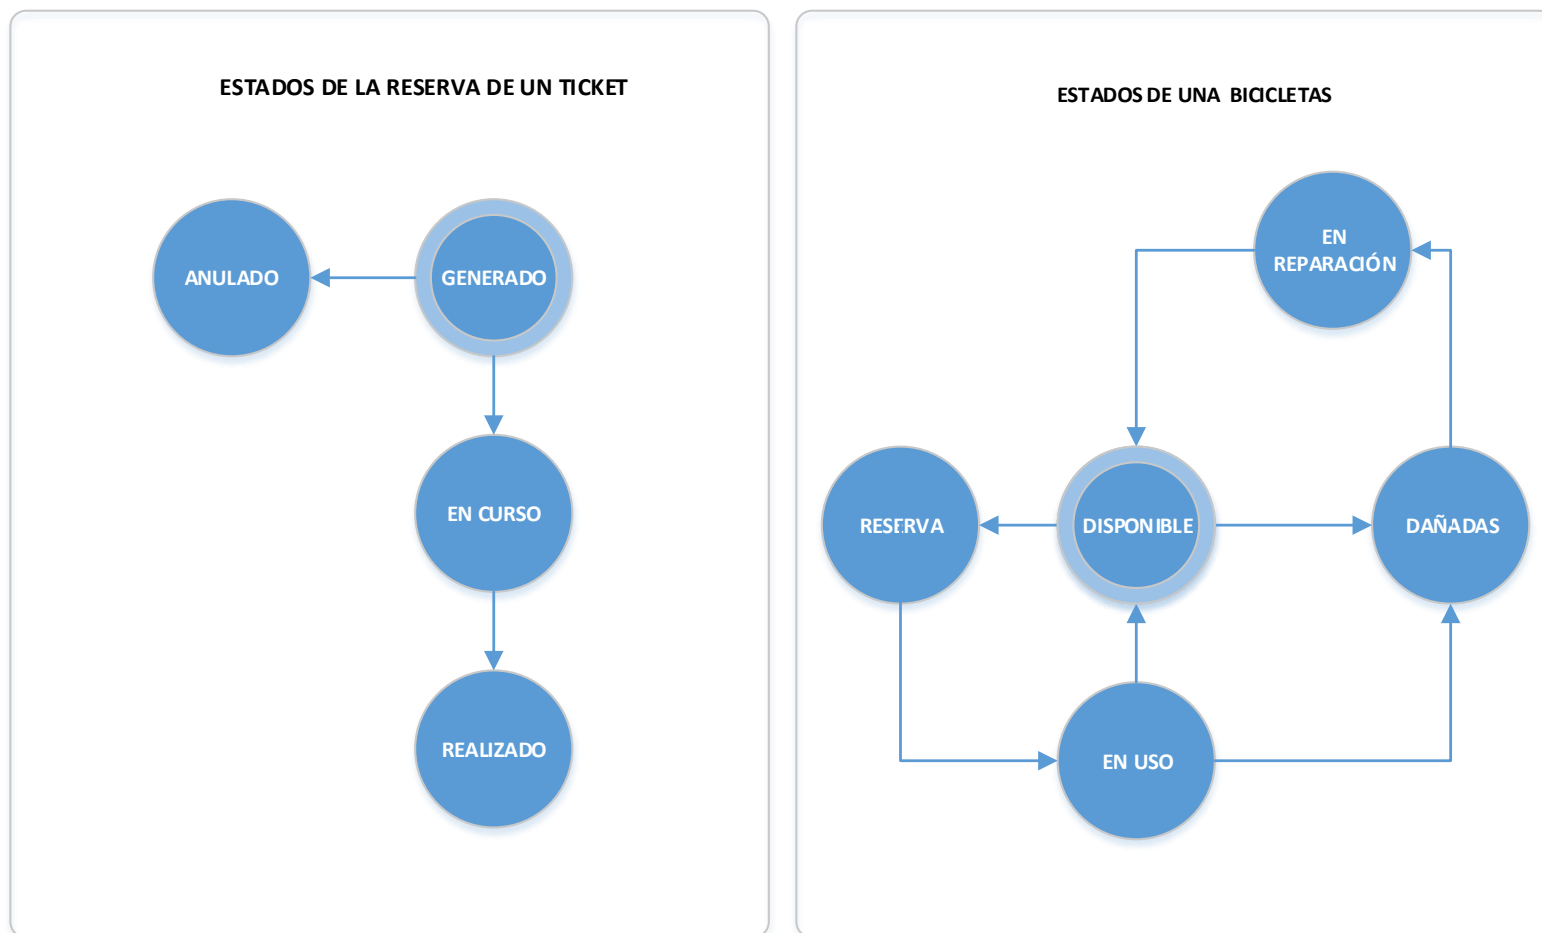 ESTADOS DE LA RESERVA DE UN TICKET
ANULADO
GENERADO
EN CURSO
REALIZADO
ESTADOS DE UNA BICICLETAS
EN
REPARACIÓN
RESERVA
DISPONIBLE
DAÑADAS
EN USO